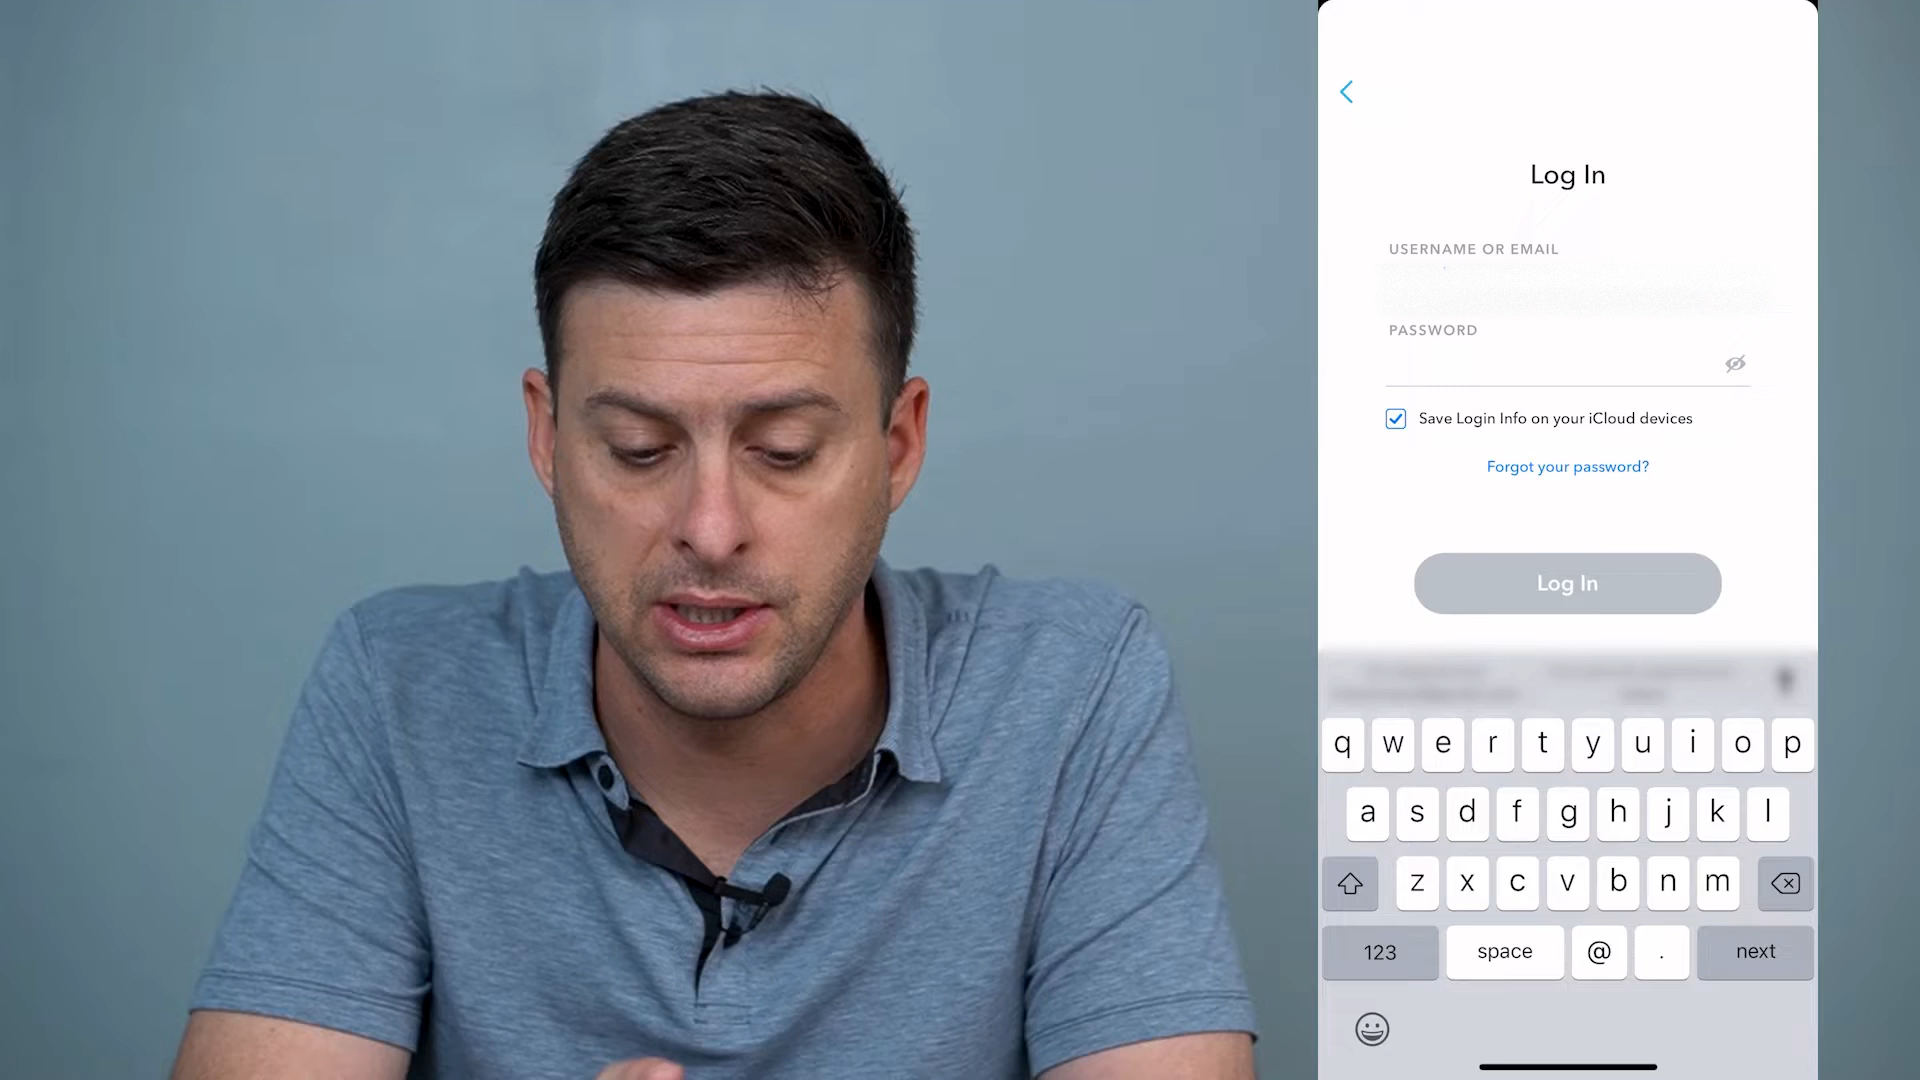 Log In
USERNAME OR EMAIL
PASSWORD
Save Login Info on your iCloud devices
Forgot your password?
Log In
q w e r t y u i o p
a s d f g h j k l
z x c v b n m
123 space @ . next